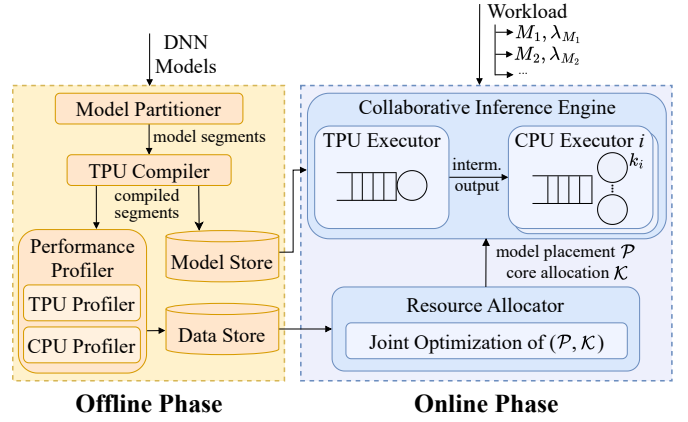 DNN
Models
Workload
M₁, λ_M₁
M₂, λ_M₂
...
Model Partitioner
model segments
TPU Compiler
compiled
segments
Performance
Profiler
TPU Profiler
CPU Profiler
Model Store
Data Store
Offline Phase
Collaborative Inference Engine
TPU Executor
interm.
output
CPU Executor i
kᵢ
model placement 𝒫
core allocation 𝒦
Resource Allocator
Joint Optimization of (𝒫, 𝒦)
Online Phase